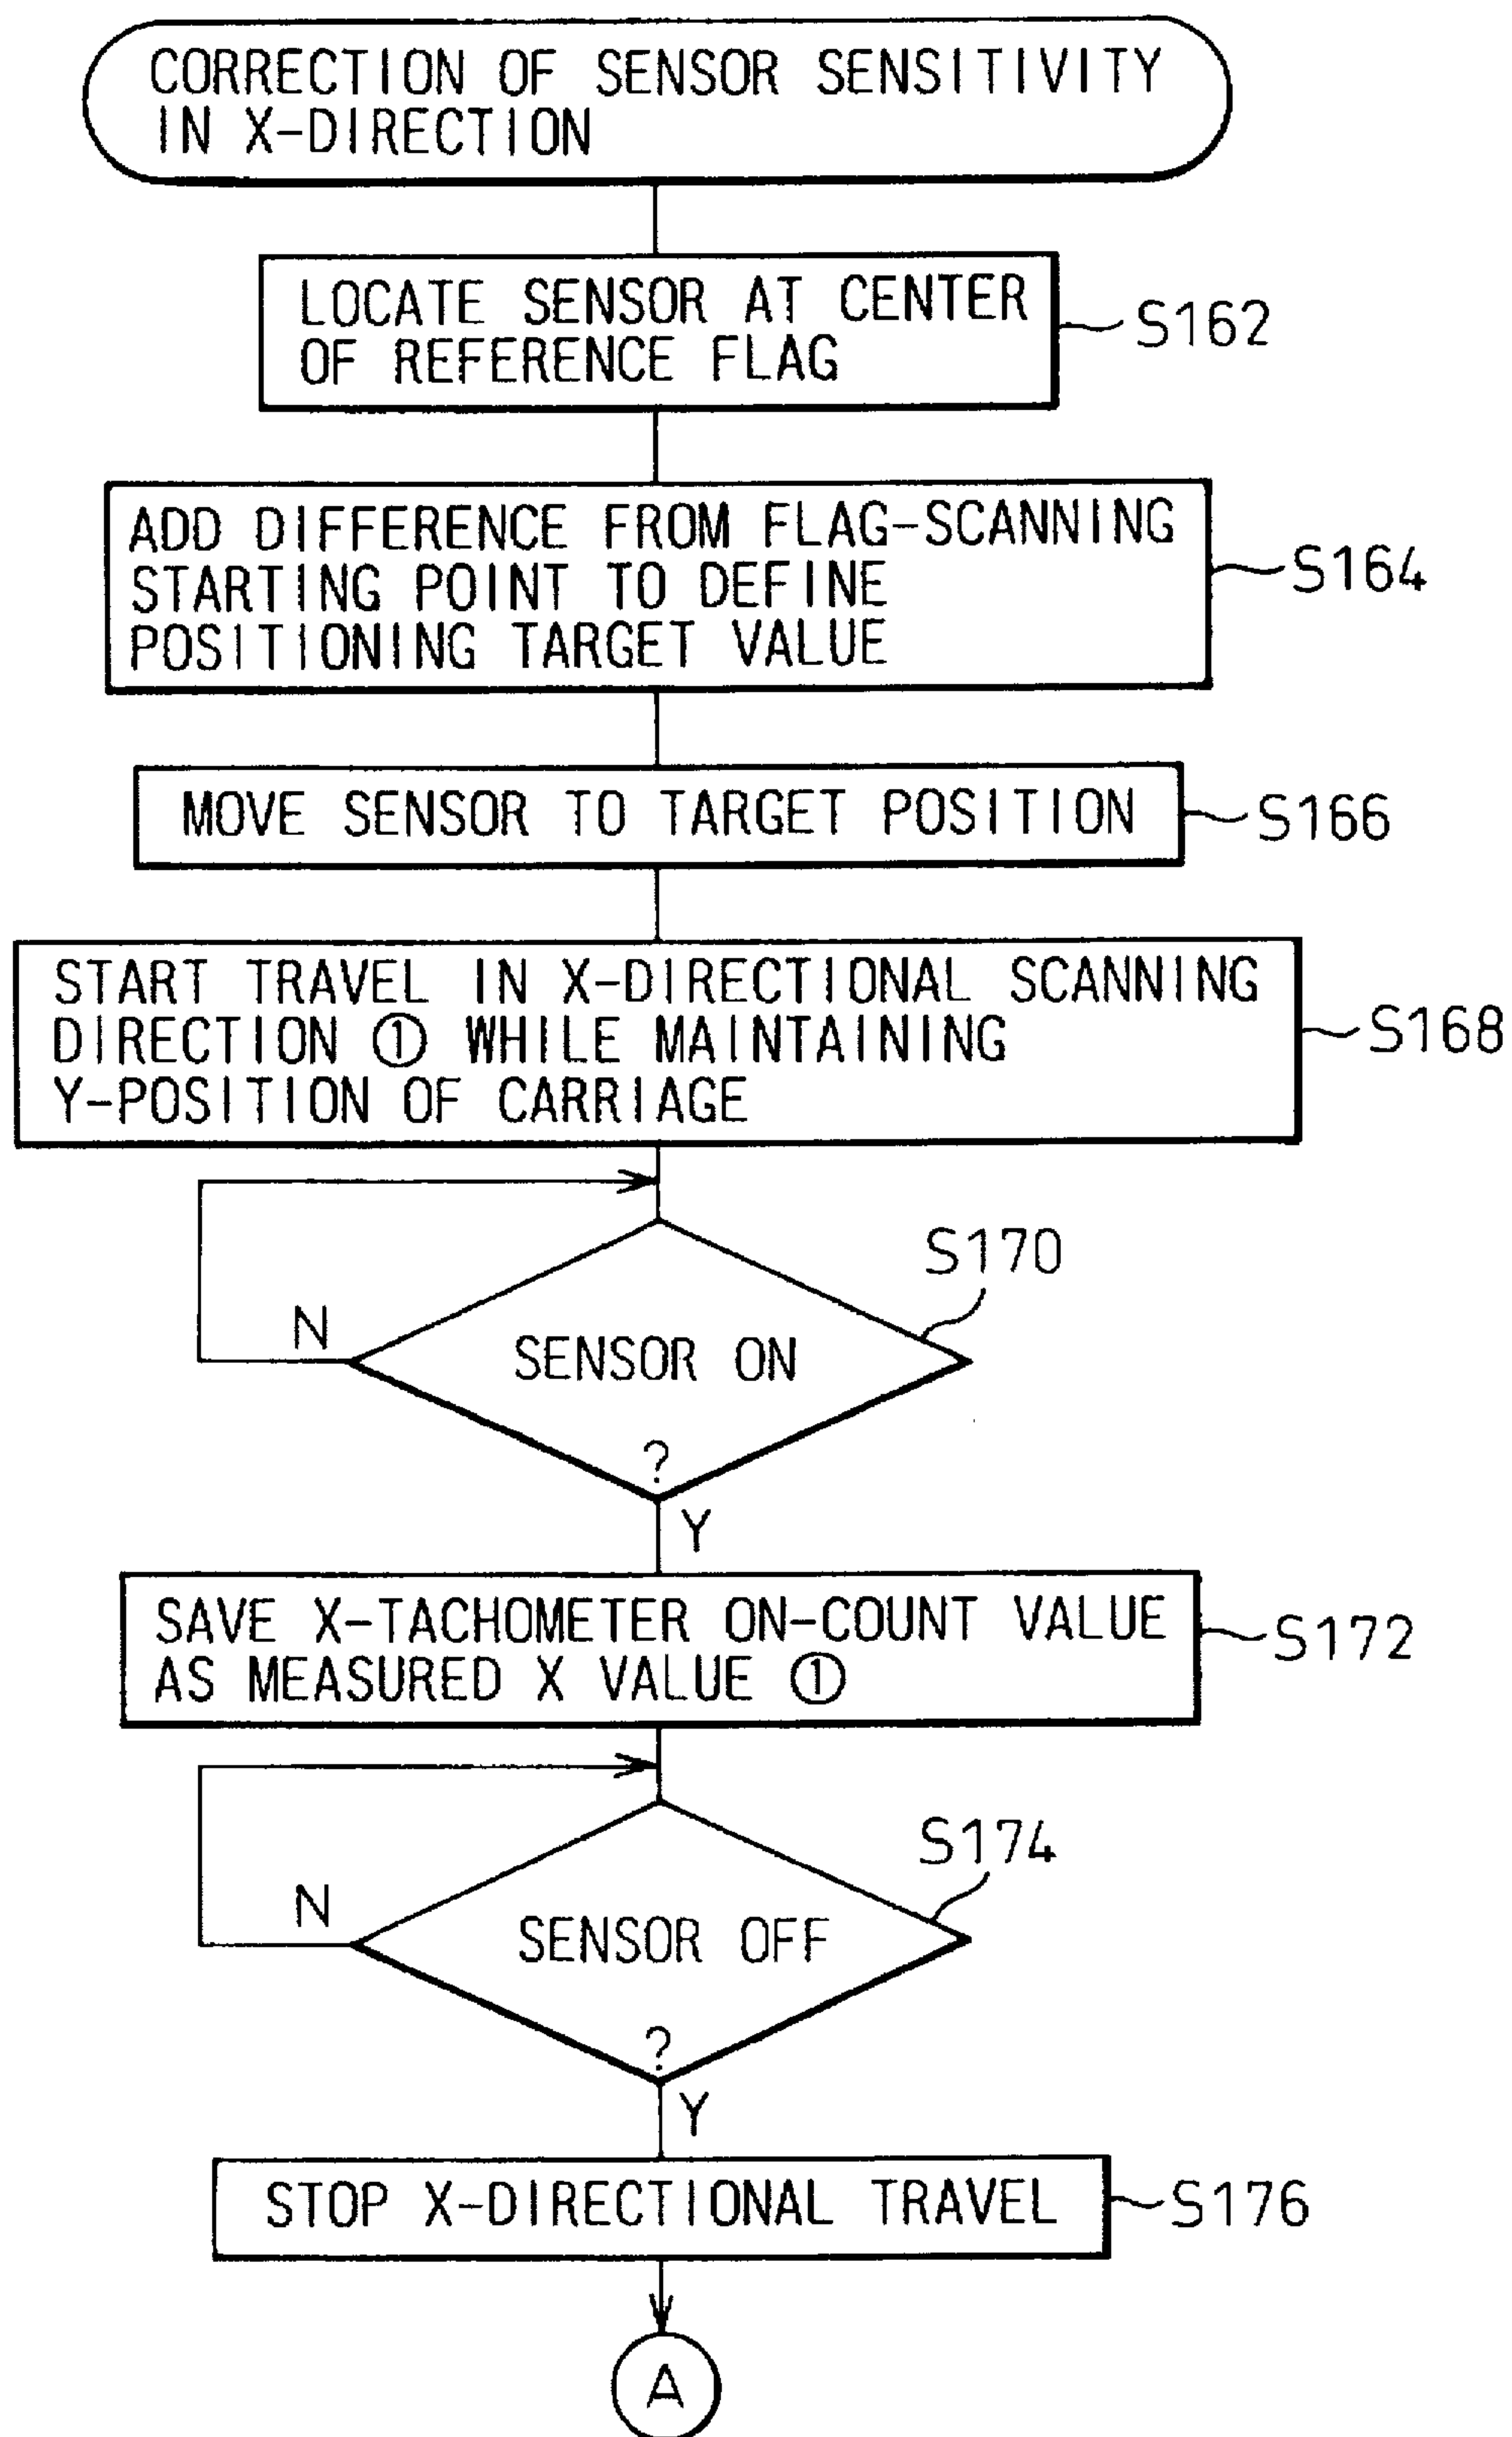 CORRECTION OF SENSOR SENSITIVITY
IN X-DIRECTION
LOCATE SENSOR AT CENTER
OF REFERENCE FLAG
S162
ADD DIFFERENCE FROM FLAG-SCANNING
STARTING POINT TO DEFINE
POSITIONING TARGET VALUE
S164
MOVE SENSOR TO TARGET POSITION
S166
START TRAVEL IN X-DIRECTIONAL SCANNING
DIRECTION ① WHILE MAINTAINING
Y-POSITION OF CARRIAGE
S168
S170
N
SENSOR ON
?
Y
SAVE X-TACHOMETER ON-COUNT VALUE
AS MEASURED X VALUE ①
S172
S174
N
SENSOR OFF
?
Y
STOP X-DIRECTIONAL TRAVEL
S176
A